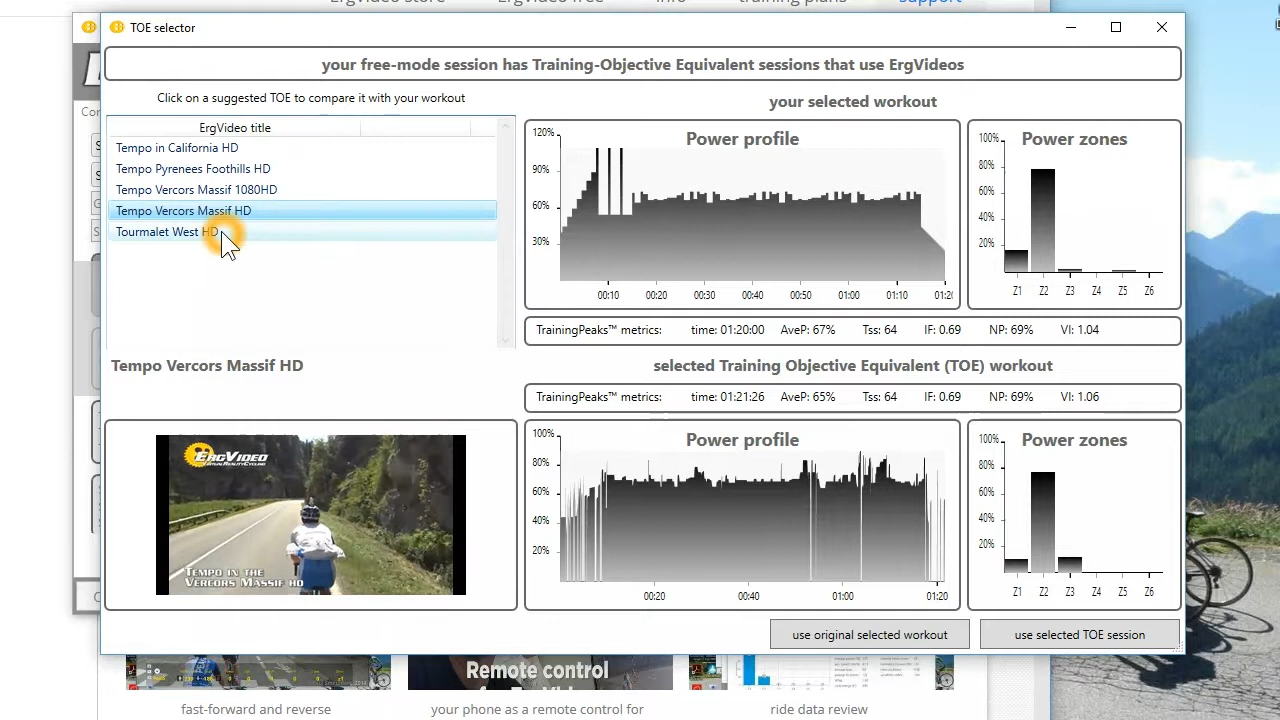 ErgVideo store ErgVideo free info training plans support
TOE selector
your free-mode session has Training-Objective Equivalent sessions that use ErgVideos
Click on a suggested TOE to compare it with your workout
ErgVideo title
Tempo in California HD
Tempo Pyrenees Foothills HD
Tempo Vercors Massif 1080HD
Tempo Vercors Massif HD
Tourmalet West HD
your selected workout
Power profile
120%
90%
60%
30%
00:10 00:20 00:30 00:40 00:50 01:00 01:10 01:20
Power zones
100%
80%
60%
40%
20%
Z1 Z2 Z3 Z4 Z5 Z6
TrainingPeaks™ metrics: time: 01:20:00 AveP: 67% Tss: 64 IF: 0.69 NP: 69% VI: 1.04
Tempo Vercors Massif HD
selected Training Objective Equivalent (TOE) workout
TrainingPeaks™ metrics: time: 01:21:26 AveP: 65% Tss: 64 IF: 0.69 NP: 69% VI: 1.06
ERGVIDEO
VIRTUAL REALITY CYCLING
TEMPO IN THE
VERCORS MASSIF HD
Power profile
100%
80%
60%
40%
20%
00:20 00:40 01:00 01:20
Power zones
100%
80%
60%
40%
20%
Z1 Z2 Z3 Z4 Z5 Z6
use original selected workout
use selected TOE session
Remote control
fast-forward and reverse
your phone as a remote control for
ride data review